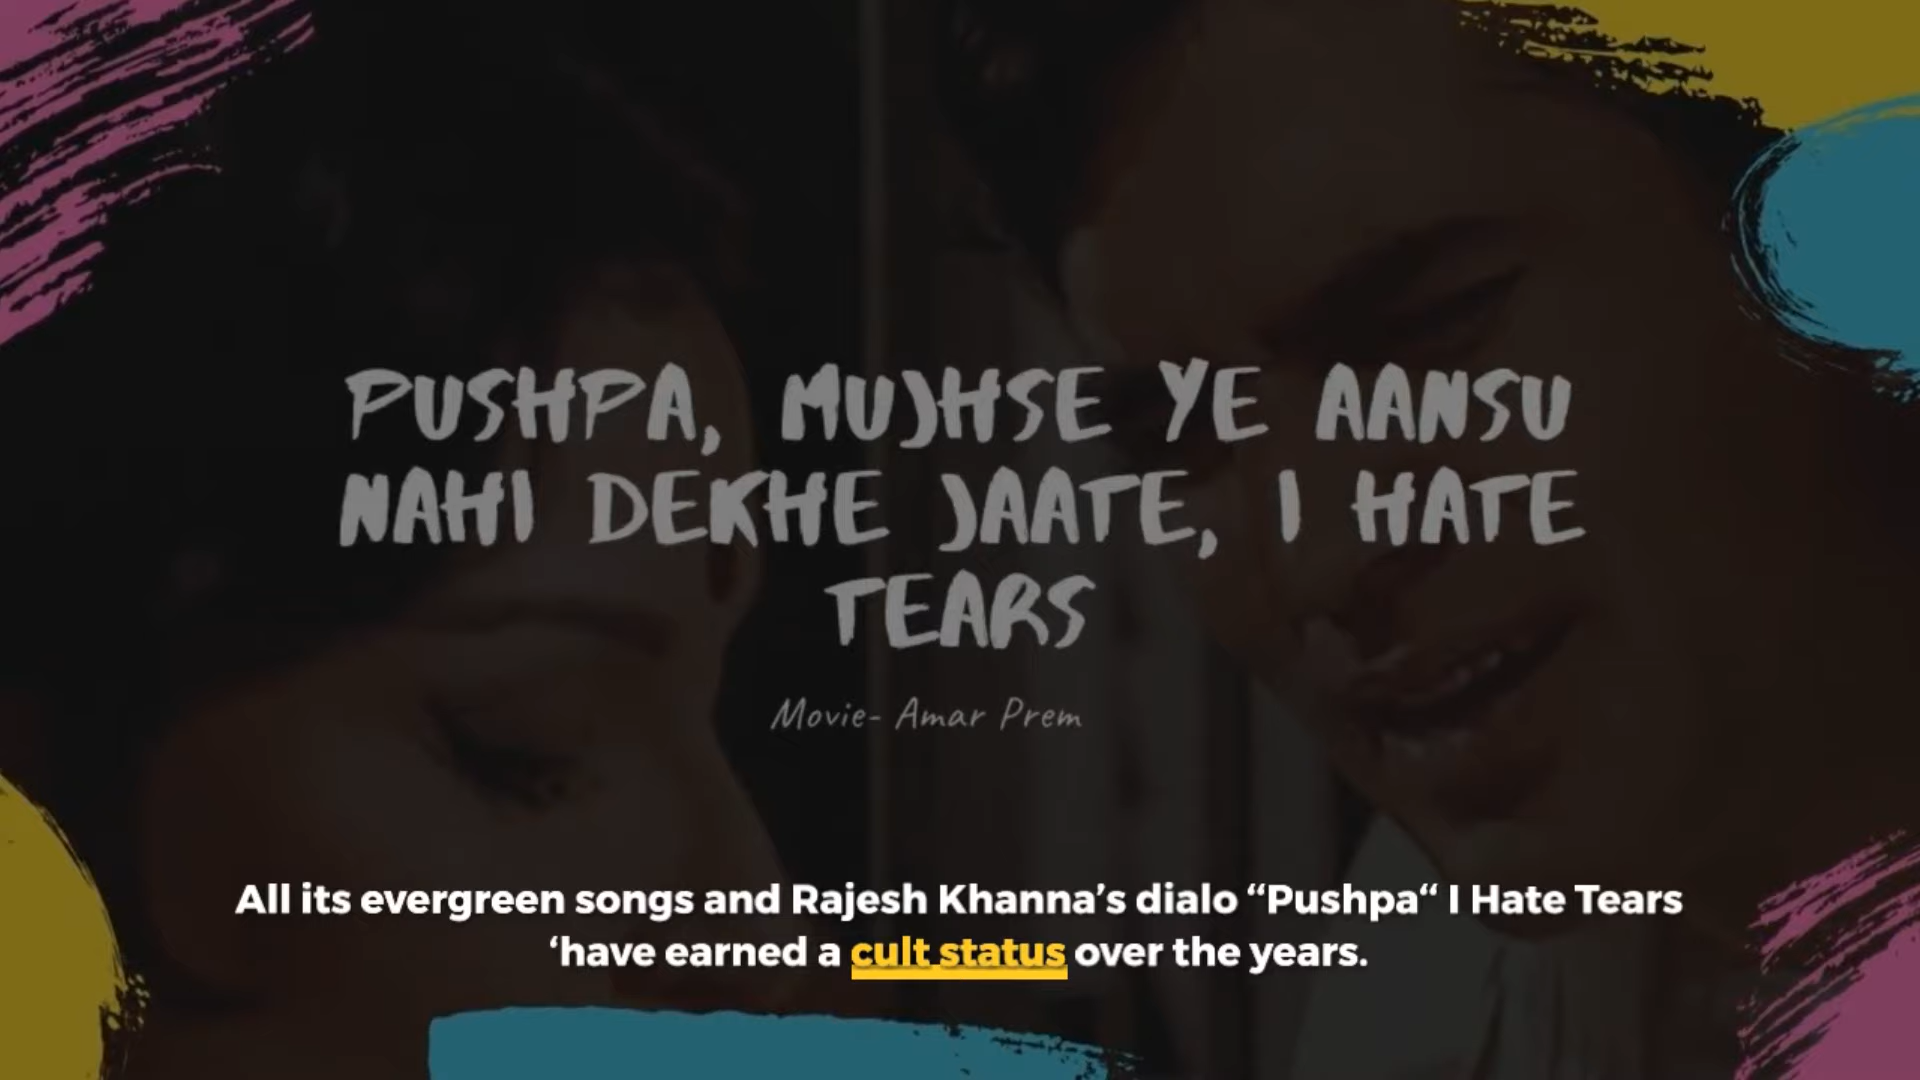 PUSHPA, MUJHSE YE AANSU
NAHI DEKHE JAATE, I HATE
TEARS
Movie- Amar Prem
All its evergreen songs and Rajesh Khanna’s dialo “Pushpa“ I Hate Tears
‘have earned a cult status over the years.